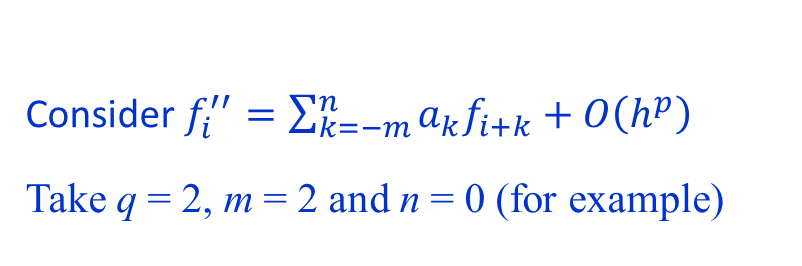 Consider f_i'' = ∑_{k=-m}^{n} a_k f_{i+k} + O(h^p)
Take q = 2, m = 2 and n = 0 (for example)